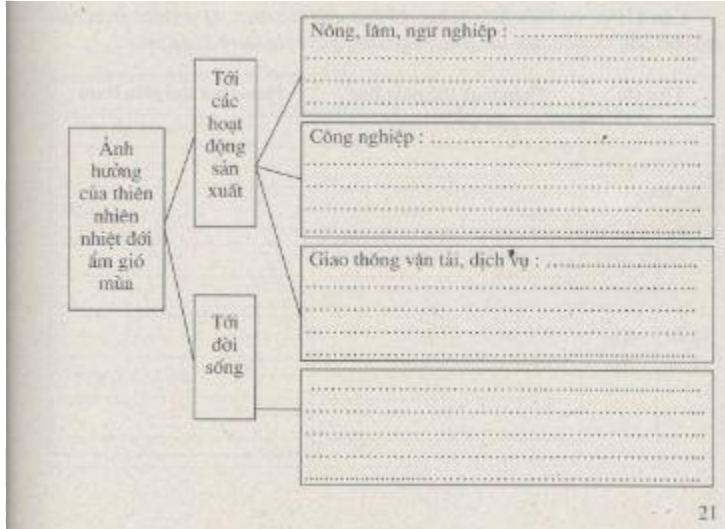 Ảnh
hưởng
của thiên
nhiên
nhiệt đới
ẩm gió
mùa
Tới
các
hoạt
động
sản
xuất
Tới
đời
sống
Nông, lâm, ngư nghiệp : ........................................
Công nghiệp : ........................................
Giao thông vận tải, dịch vụ : ........................................
21